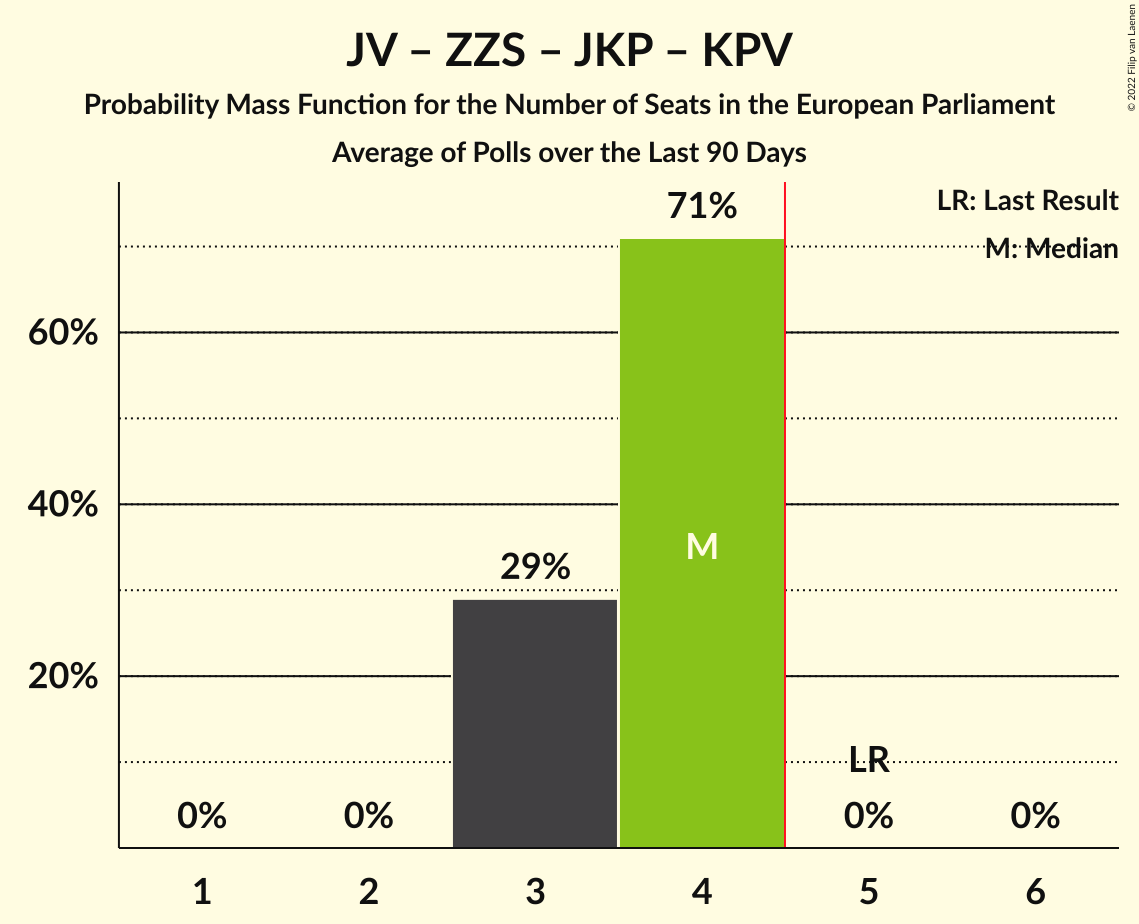 JV – ZZS – JKP – KPV
Probability Mass Function for the Number of Seats in the European Parliament
Average of Polls over the Last 90 Days
© 2022 Filip van Laenen
LR: Last Result
M: Median
71%
60%
40%
29%
M
20%
LR
0%
0%
0%
0%
1
2
3
4
5
6